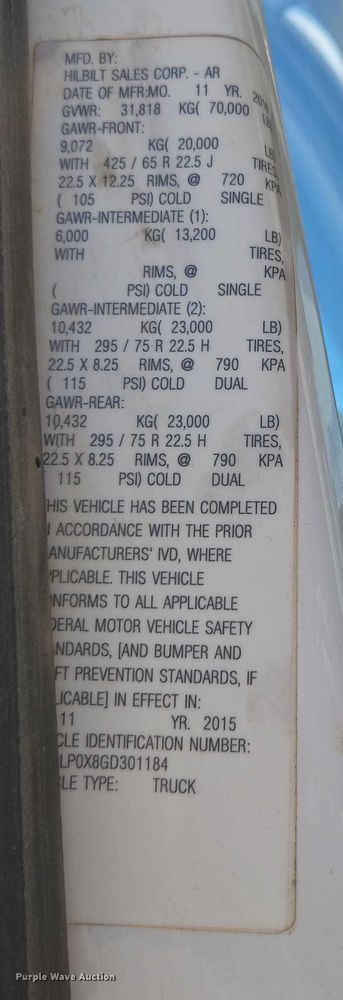 MFD. BY:
HILBILT SALES CORP. - AR
DATE OF MFR:MO. 11 YR.
GVWR: 31,818 KG( 70,000 LB)
GAWR-FRONT:
9,072 KG( 20,000 LB)
WITH 425 / 65 R 22.5 J TIRES,
22.5 X 12.25 RIMS, @ 720 KPA
( 105 PSI) COLD SINGLE
GAWR-INTERMEDIATE (1):
6,000 KG( 13,200 LB)
WITH TIRES,
RIMS, @ KPA
( PSI) COLD SINGLE
GAWR-INTERMEDIATE (2):
10,432 KG( 23,000 LB)
WITH 295 / 75 R 22.5 H TIRES,
22.5 X 8.25 RIMS, @ 790 KPA
( 115 PSI) COLD DUAL
GAWR-REAR:
10,432 KG( 23,000 LB)
WITH 295 / 75 R 22.5 H TIRES,
22.5 X 8.25 RIMS, @ 790 KPA
115 PSI) COLD DUAL
HIS VEHICLE HAS BEEN COMPLETED
ACCORDANCE WITH THE PRIOR
ANUFACTURERS' IVD, WHERE
PLICABLE. THIS VEHICLE
NFORMS TO ALL APPLICABLE
DERAL MOTOR VEHICLE SAFETY
NDARDS, [AND BUMPER AND
FT PREVENTION STANDARDS, IF
LICABLE] IN EFFECT IN:
11 YR. 2015
CLE IDENTIFICATION NUMBER:
LP0X8GD301184
LE TYPE: TRUCK
Purple Wave Auction